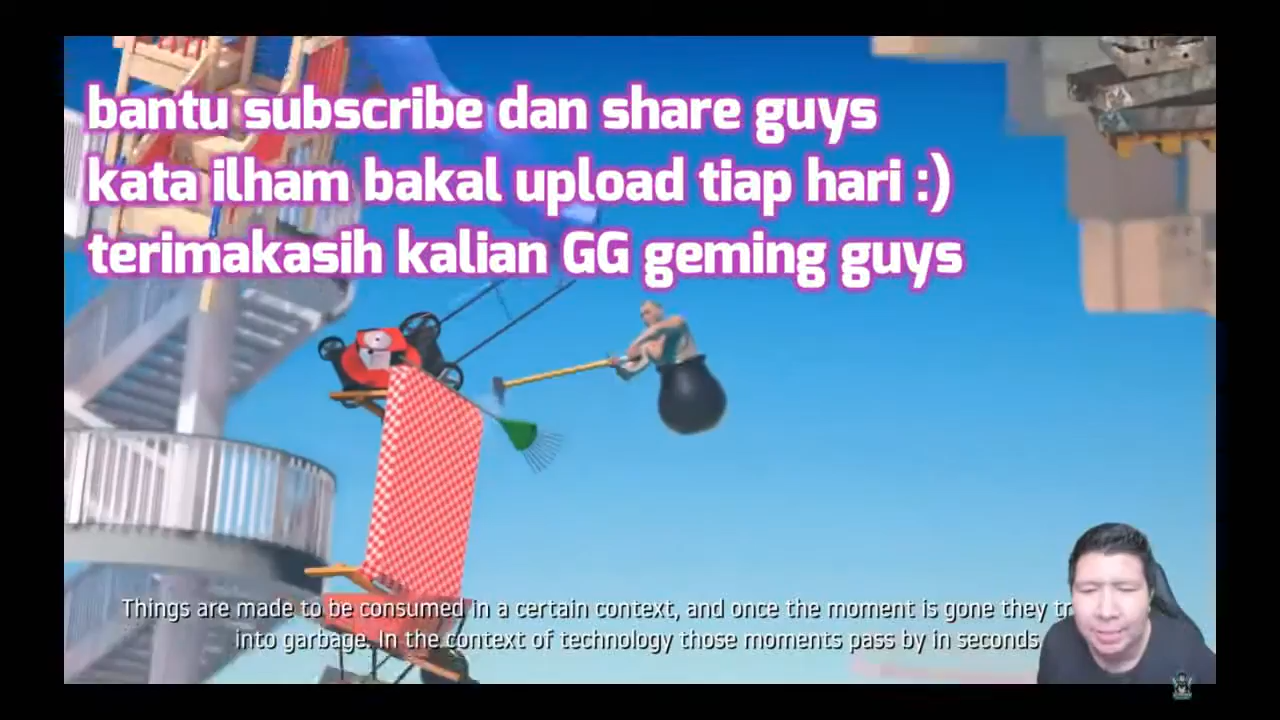 bantu subscribe dan share guys
kata ilham bakal upload tiap hari :)
terimakasih kalian GG geming guys
Things are made to be consumed in a certain context, and once the moment is gone they
into garbage. In the context of technology those moments pass by in seconds